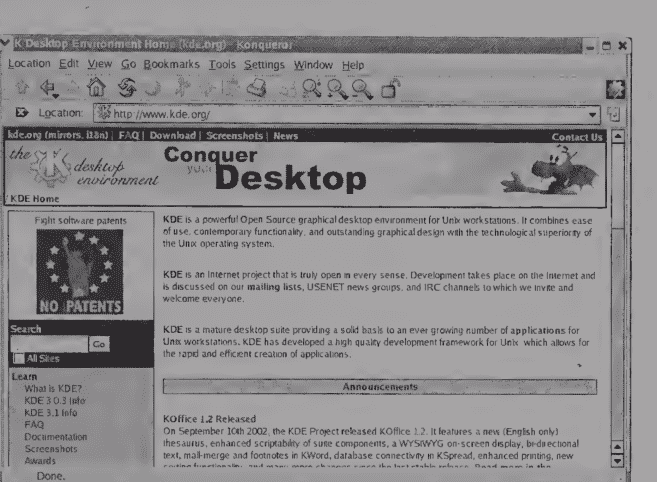 K Desktop Environment Home (kde.org) - Konqueror
Location Edit View Go Bookmarks Tools Settings Window Help
Location: http://www.kde.org/
kde.org (mirrors, i18n) | FAQ | Download | Screenshots | News Contact Us
the desktop environment
Conquer
your Desktop
/ KDE Home
Fight software patents
NO PATENTS
Search
Go
All Sites
Learn
What is KDE?
KDE 3.0.3 Info
KDE 3.1 Info
FAQ
Documentation
Screenshots
Awards
KDE is a powerful Open Source graphical desktop environment for Unix workstations. It combines ease
of use, contemporary functionality, and outstanding graphical design with the technological superiority of
the Unix operating system.
KDE is an Internet project that is truly open in every sense. Development takes place on the Internet and
is discussed on our mailing lists, USENET news groups, and IRC channels to which we invite and
welcome everyone.
KDE is a mature desktop suite providing a solid basis to an ever growing number of applications for
Unix workstations. KDE has developed a high quality development framework for Unix, which allows for
the rapid and efficient creation of applications.
Announcements
KOffice 1.2 Released
On September 10th 2002, the KDE Project released KOffice 1.2. It features a new (English only)
thesaurus, enhanced scriptability of suite components, a WYSIWYG on-screen display, bi-directional
text, mail-merge and footnotes in KWord, database connectivity in KSpread, enhanced printing, new
Done.